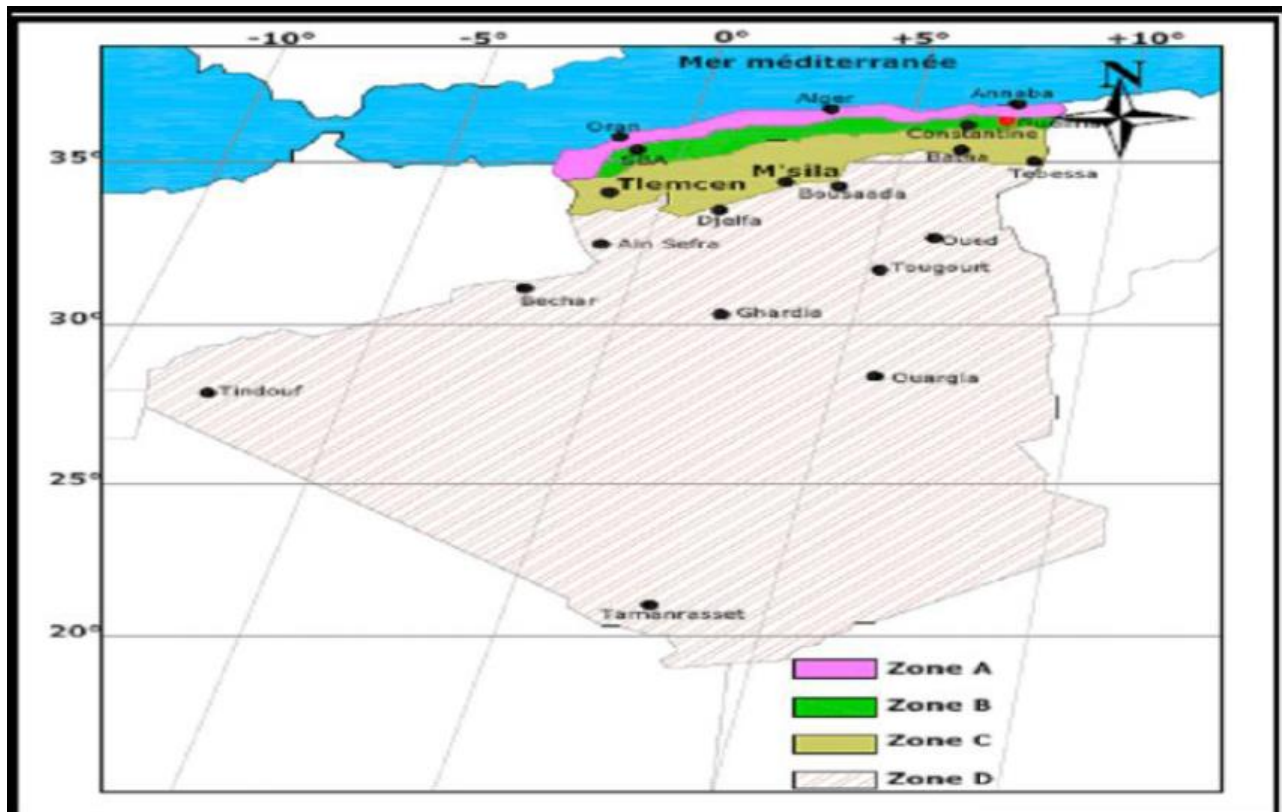 -10° -5° 0° +5° +10°
Mer méditerranée
N
Annaba
Alger
Oran
Guelma
Constantine
SBA
35°
Batna
Tebessa
M'sila
Tlemcen
Bousaada
Djelfa
Oued
Ain Sefra
Tougourt
Bechar
Ghardia
30°
Ouargla
Tindouf
25°
Tamanrasset
20°
Zone A
Zone B
Zone C
Zone D